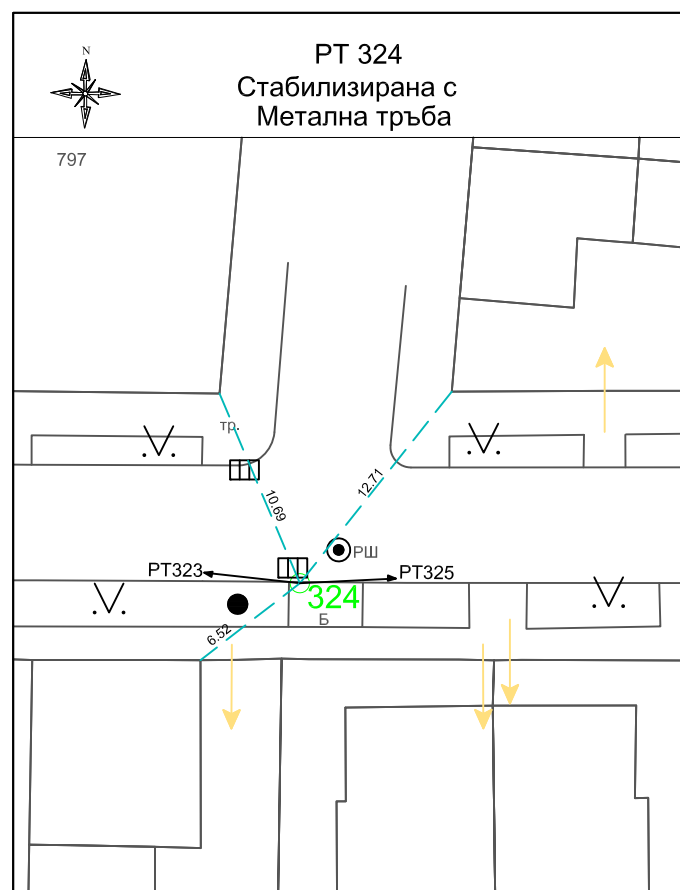 N
РТ 324
Стабилизирана с
Метална тръба
797
тр.
10.69
12.71
РШ
РТ323
РТ325
324
Б
6.52